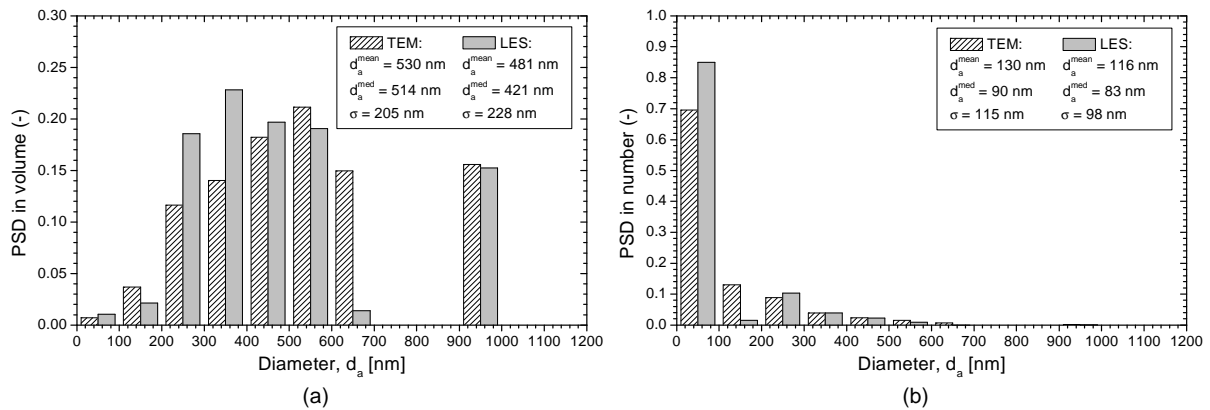 0.30
0.25
0.20
0.15
0.10
0.05
0.00
PSD in volume (-)
TEM: LES:
d_a^mean = 530 nm d_a^mean = 481 nm
d_a^med = 514 nm d_a^med = 421 nm
σ = 205 nm σ = 228 nm
0 100 200 300 400 500 600 700 800 900 1000 1100 1200
Diameter, d_a [nm]
(a)
1.0
0.9
0.8
0.7
0.6
0.5
0.4
0.3
0.2
0.1
0.0
PSD in number (-)
TEM: LES:
d_a^mean = 130 nm d_a^mean = 116 nm
d_a^med = 90 nm d_a^med = 83 nm
σ = 115 nm σ = 98 nm
0 100 200 300 400 500 600 700 800 900 1000 1100 1200
Diameter, d_a [nm]
(b)